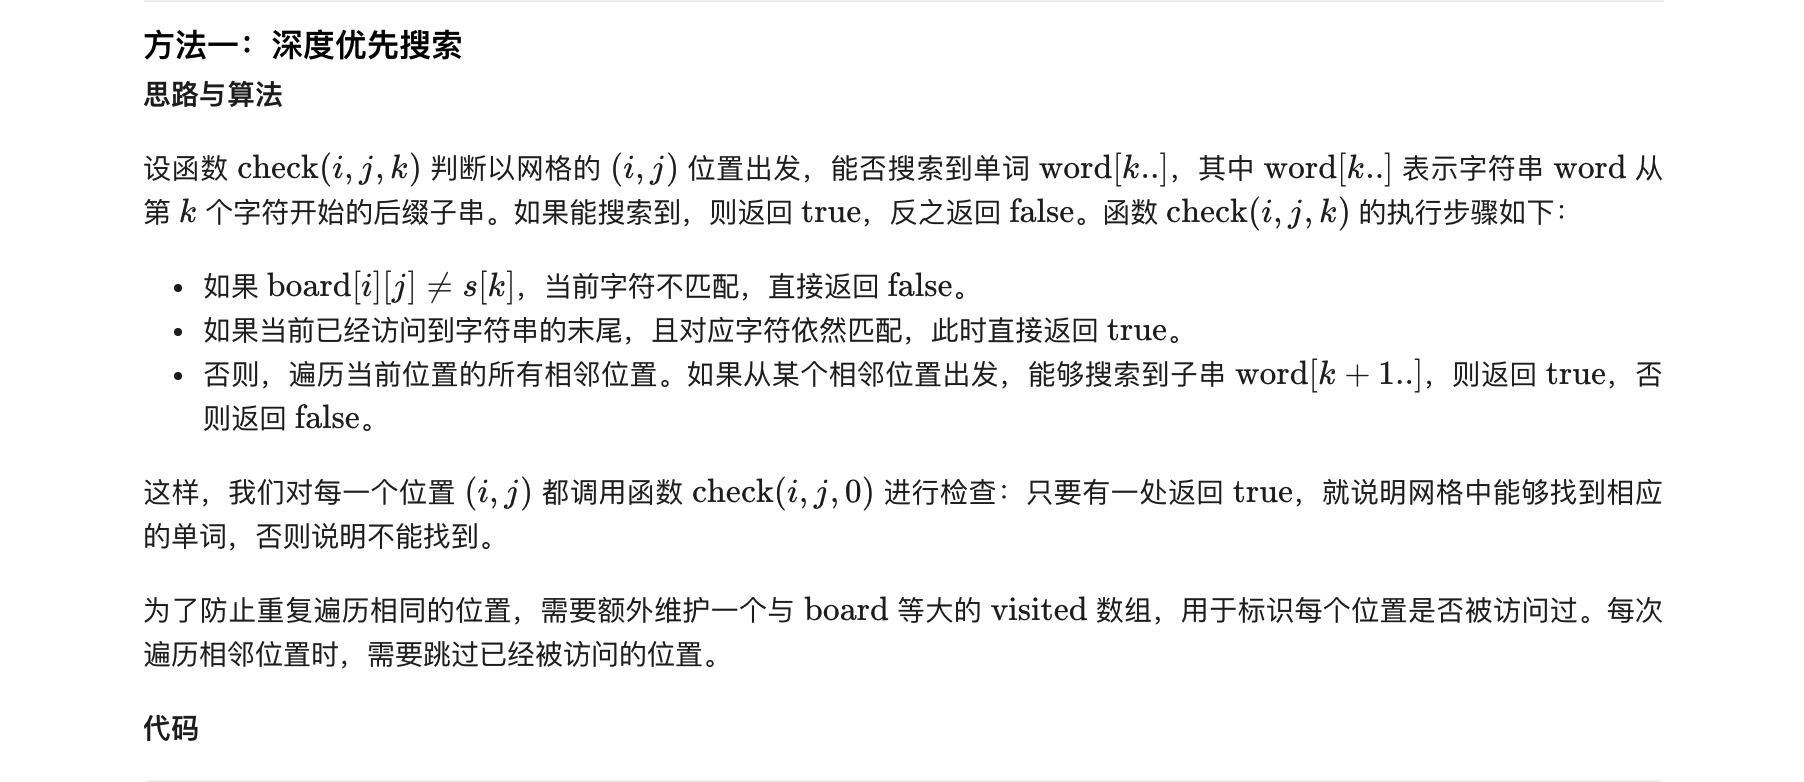 方法一：深度优先搜索
思路与算法
设函数 check(i, j, k) 判断以网格的 (i, j) 位置出发，能否搜索到单词 word[k..]，其中 word[k..] 表示字符串 word 从
第 k 个字符开始的后缀子串。如果能搜索到，则返回 true，反之返回 false。函数 check(i, j, k) 的执行步骤如下：
• 如果 board[i][j] ≠ s[k]，当前字符不匹配，直接返回 false。
• 如果当前已经访问到字符串的末尾，且对应字符依然匹配，此时直接返回 true。
• 否则，遍历当前位置的所有相邻位置。如果从某个相邻位置出发，能够搜索到子串 word[k + 1..]，则返回 true，否
则返回 false。
这样，我们对每一个位置 (i, j) 都调用函数 check(i, j, 0) 进行检查：只要有一处返回 true，就说明网格中能够找到相应
的单词，否则说明不能找到。
为了防止重复遍历相同的位置，需要额外维护一个与 board 等大的 visited 数组，用于标识每个位置是否被访问过。每次
遍历相邻位置时，需要跳过已经被访问的位置。
代码